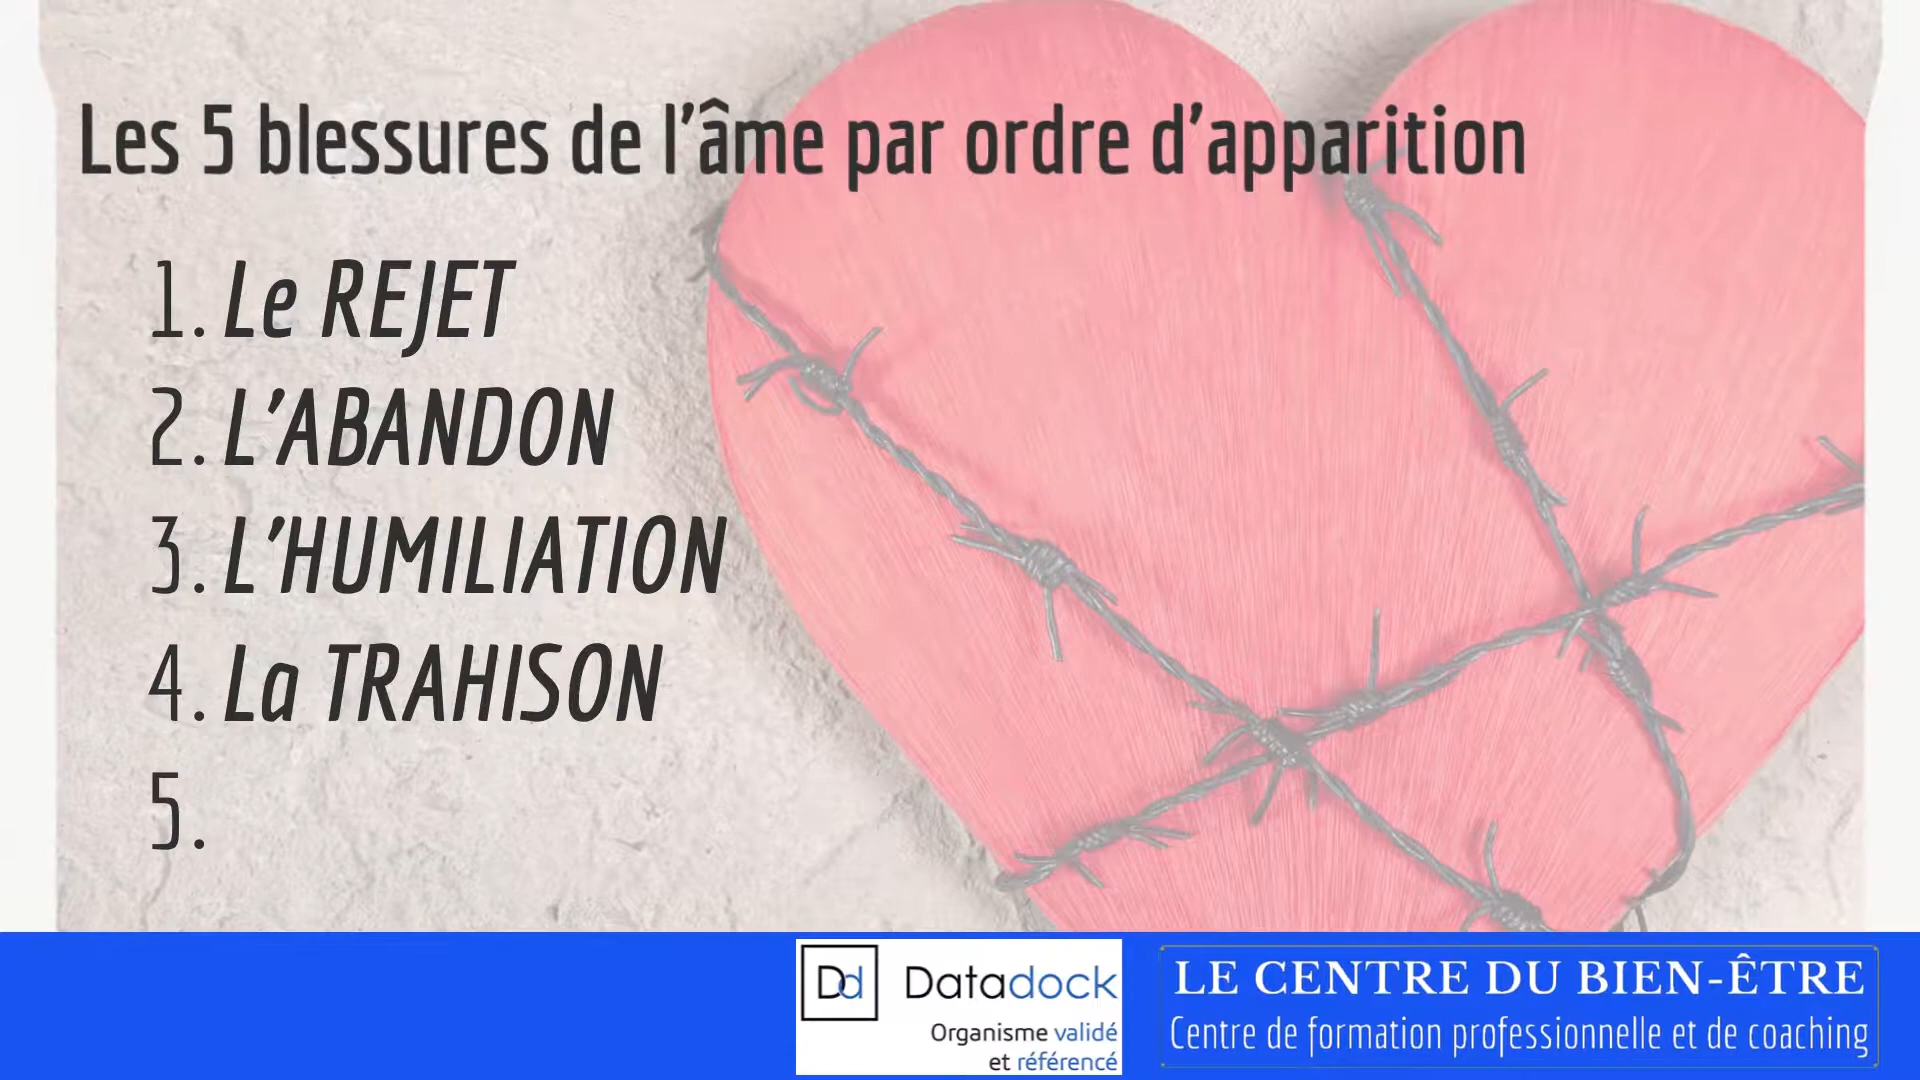 Les 5 blessures de l’âme par ordre d’apparition
1. Le REJET
2. L’ABANDON
3. L’HUMILIATION
4. La TRAHISON
5.
Dd Datadock
Organisme validé
et référencé
LE CENTRE DU BIEN-ÊTRE
Centre de formation professionnelle et de coaching